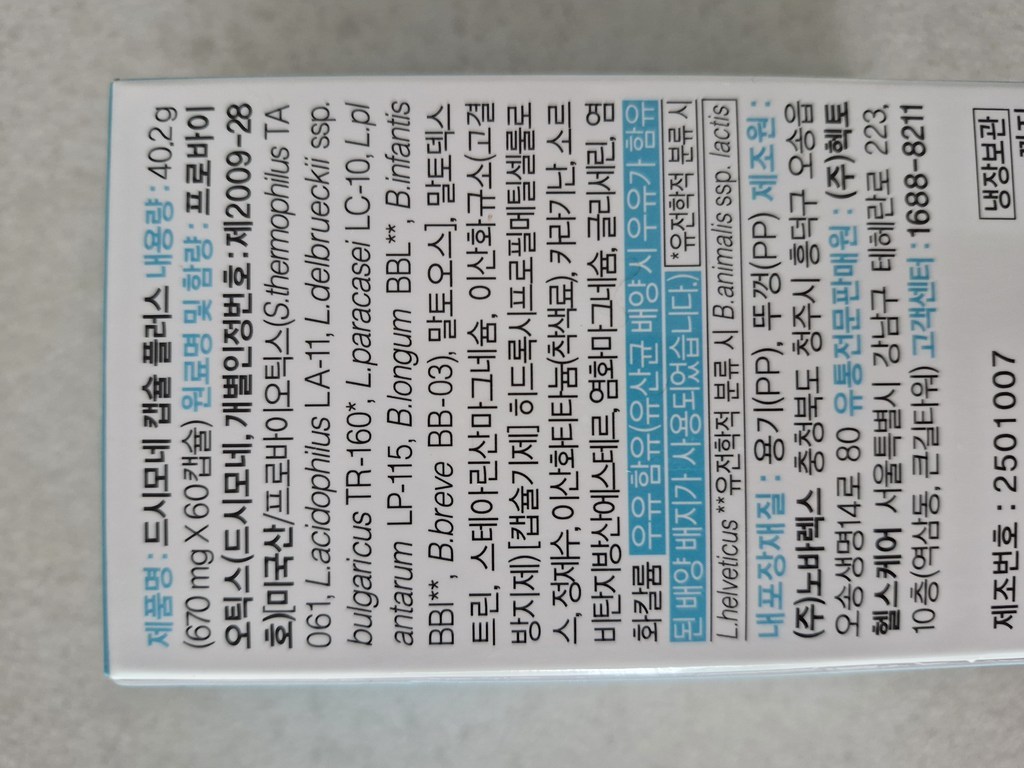 제품명 : 드시모네 캡슐 플러스 내용량 : 40.2g
(670 mg X 60캡슐) 원료명 및 함량 : 프로바이
오틱스(드시모네, 개별인정번호 : 제2009-28
호)[미국산/프로바이오틱스(S.thermophilus TA
061, L.acidophilus LA-11, L.delbrueckii ssp.
bulgaricus TR-160*, L.paracasei LC-10, L.pl
antarum LP-115, B.longum BBL**, B.infantis
BBI**, B.breve BB-03), 말토오스], 말토덱스
트린, 스테아린산마그네슘, 이산화규소(고결
방지제) [캡슐기제] 히드록시프로필메틸셀룰로
스, 정제수, 이산화티타늄(착색료), 카라기난, 소르
비탄지방산에스테르, 염화마그네슘, 글리세린, 염
화칼륨 우유 함유(유산균 배양 시 우유가 함유
된 배양 배지가 사용되었습니다.) *유전학적 분류 시
L.helveticus **유전학적 분류 시 B.animalis ssp. lactis
내포장재질 : 용기(PP), 뚜껑(PP) 제조원 :
(주)노바렉스 충청북도 청주시 흥덕구 오송읍
오송생명14로 80 유통전문판매원 : (주)헥토
헬스케어 서울특별시 강남구 테헤란로 223,
10층(역삼동, 큰길타워) 고객센터 : 1688-8211
냉장보관
제조번호 : 2501007